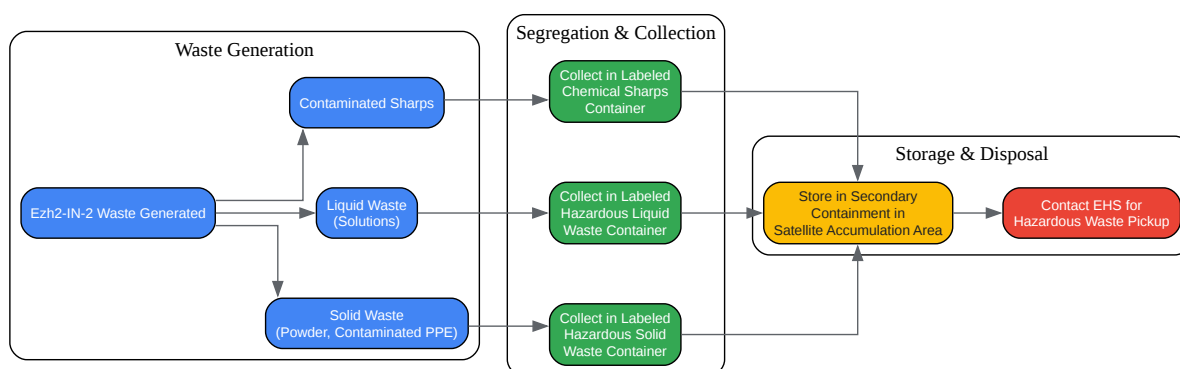 Waste Generation
Segregation & Collection
Storage & Disposal
Ezh2-IN-2 Waste Generated
Contaminated Sharps
Liquid Waste
(Solutions)
Solid Waste
(Powder, Contaminated PPE)
Collect in Labeled
Chemical Sharps
Container
Collect in Labeled
Hazardous Liquid
Waste Container
Collect in Labeled
Hazardous Solid
Waste Container
Store in Secondary
Containment in
Satellite Accumulation Area
Contact EHS for
Hazardous Waste Pickup